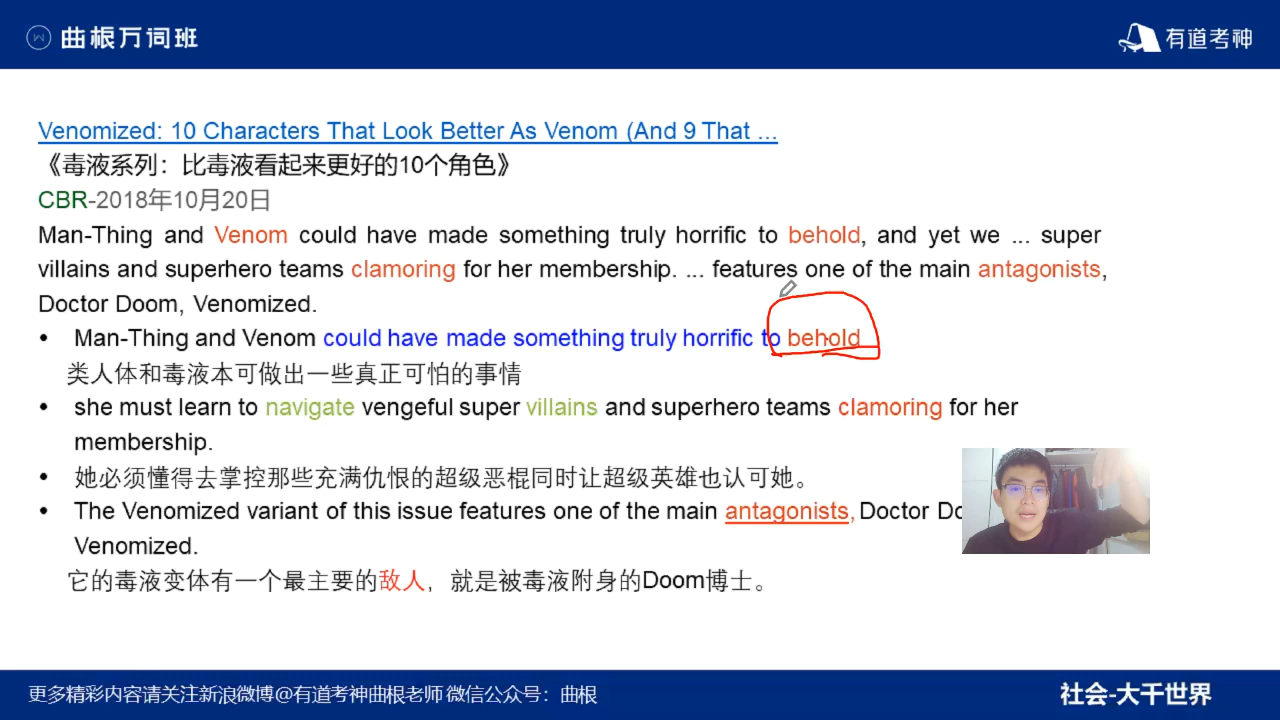 曲根万词班
有道考神
Venomized: 10 Characters That Look Better As Venom (And 9 That ...
《毒液系列：比毒液看起来更好的10个角色》
CBR-2018年10月20日
Man-Thing and Venom could have made something truly horrific to behold, and yet we ... super
villains and superhero teams clamoring for her membership. ... features one of the main antagonists,
Doctor Doom, Venomized.
• Man-Thing and Venom could have made something truly horrific to behold
类人体和毒液本可做出一些真正可怕的事情
• she must learn to navigate vengeful super villains and superhero teams clamoring for her
membership.
• 她必须懂得去掌控那些充满仇恨的超级恶棍同时让超级英雄也认可她。
• The Venomized variant of this issue features one of the main antagonists, Doctor
Venomized.
它的毒液变体有一个最主要的敌人，就是被毒液附身的Doom博士。
更多精彩内容请关注新浪微博@有道考神曲根老师 微信公众号：曲根
社会-大千世界